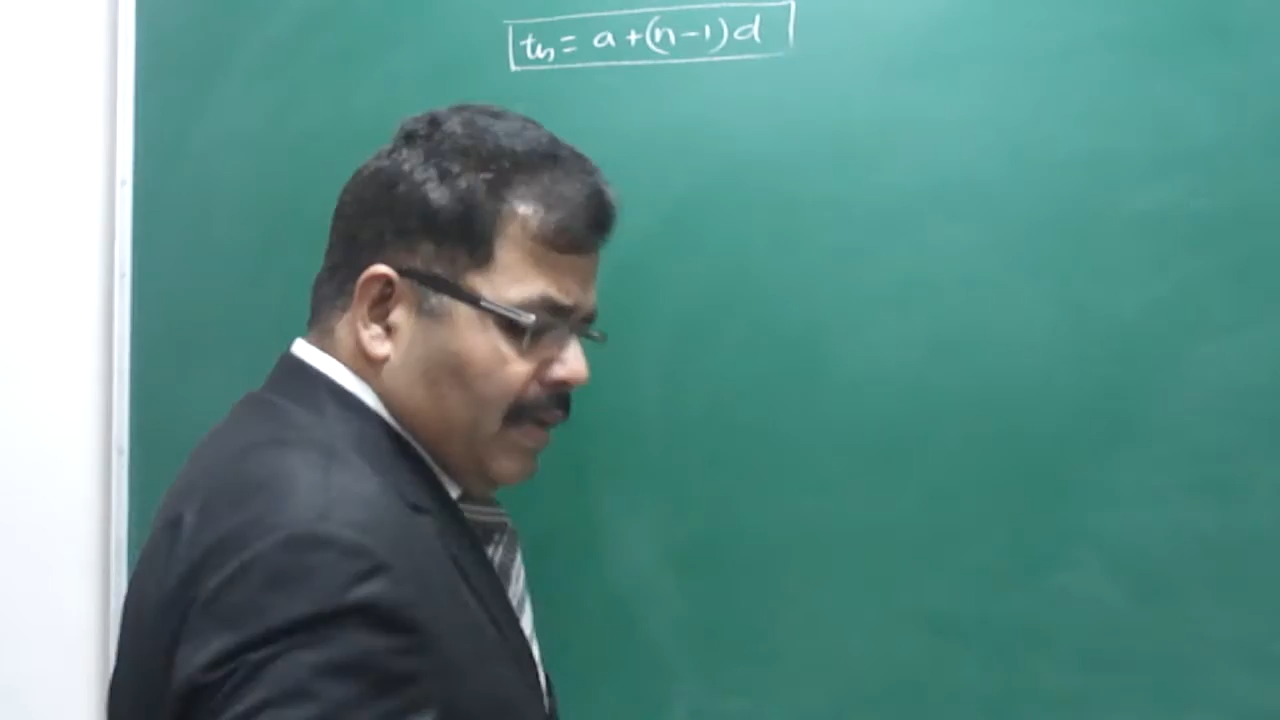 tn = a + (n-1) d